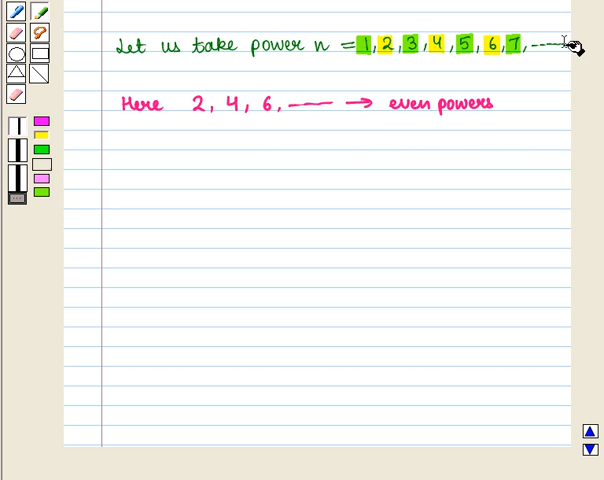 Let us take power n = 1, 2, 3, 4, 5, 6, 7, -----
Here 2, 4, 6, ----- → even powers